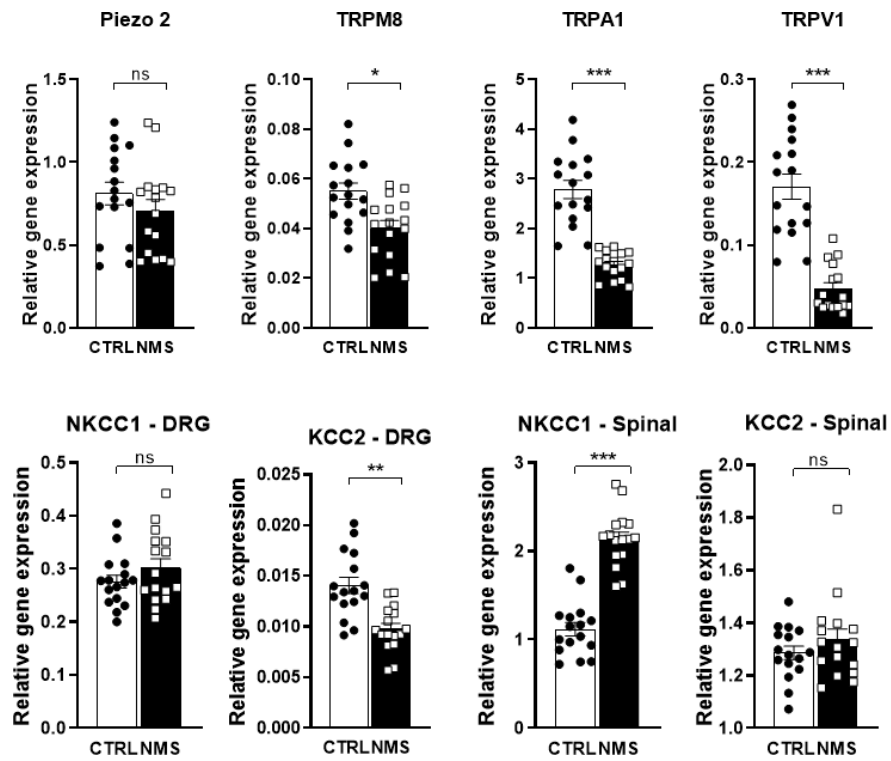 Piezo 2
TRPM8
TRPA1
TRPV1
Relative gene expression
1.5
1.0
0.5
0.0
ns
CTRLNMS
Relative gene expression
0.10
0.08
0.06
0.04
0.02
0.00
*
CTRLNMS
Relative gene expression
5
4
3
2
1
0
***
CTRLNMS
Relative gene expression
0.3
0.2
0.1
0.0
***
CTRLNMS
NKCC1 - DRG
KCC2 - DRG
NKCC1 - Spinal
KCC2 - Spinal
Relative gene expression
0.5
0.4
0.3
0.2
0.1
0.0
ns
CTRLNMS
Relative gene expression
0.025
0.020
0.015
0.010
0.005
0.000
**
CTRLNMS
Relative gene expression
3
2
1
0
***
CTRLNMS
Relative gene expression
2.0
1.8
1.6
1.4
1.2
1.0
ns
CTRLNMS